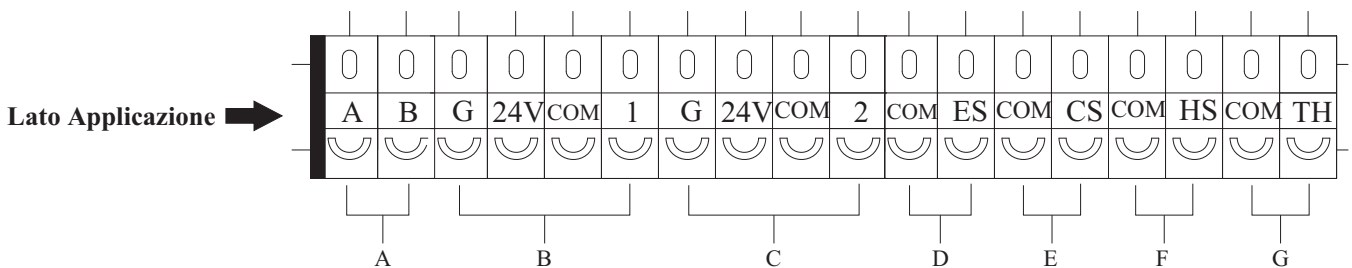 Lato Applicazione
A B G 24V COM 1 G 24V COM 2 COM ES COM CS COM HS COM TH
A B C D E F G